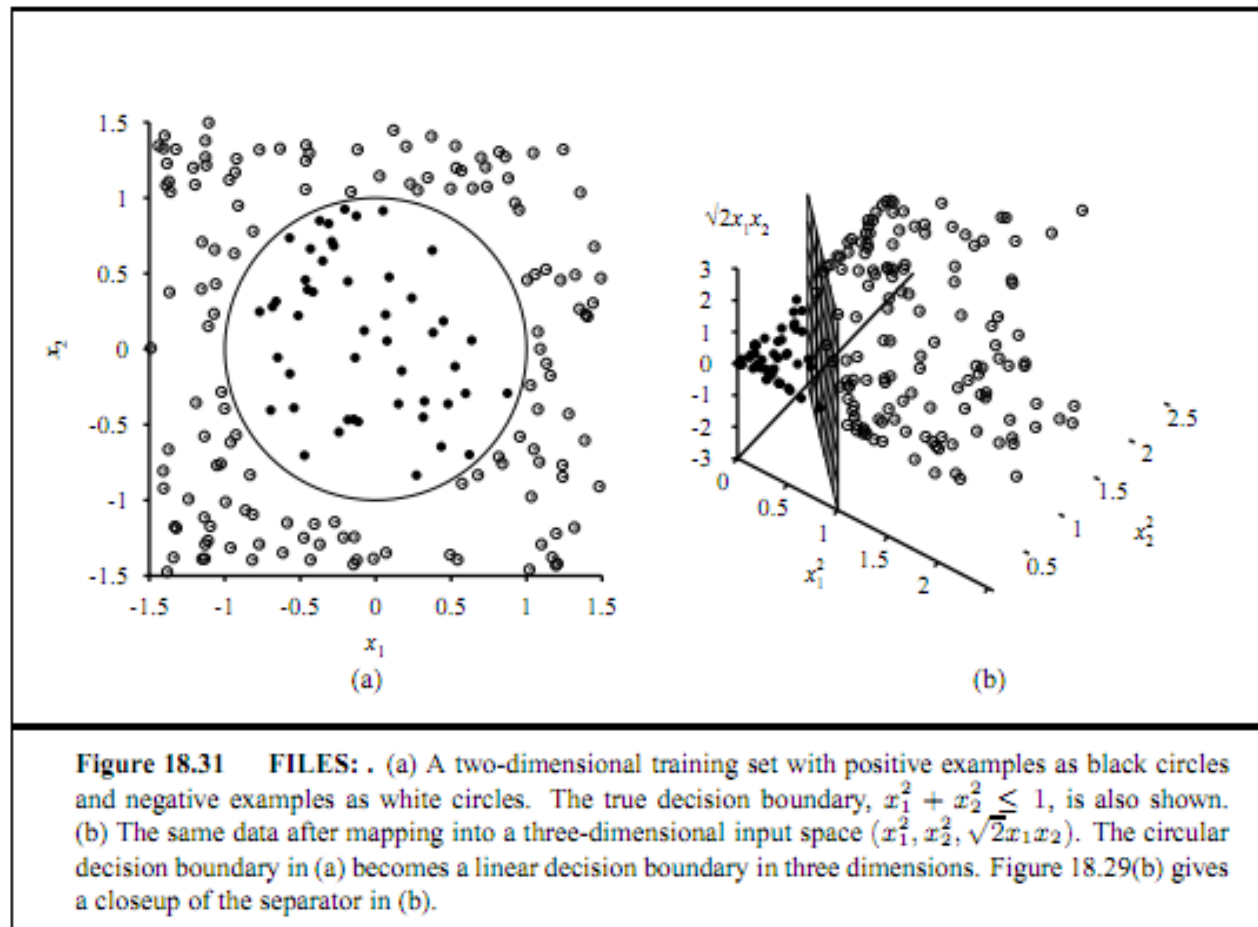 1.5
1
0.5
0
-0.5
-1
-1.5
x₂
-1.5 -1 -0.5 0 0.5 1 1.5
x₁
(a)
√2x₁x₂
3
2
1
0
-1
-2
-3
0
0.5
1
1.5
2
x₁²
0.5
1
1.5
2
2.5
x₂²
(b)
Figure 18.31 FILES: . (a) A two-dimensional training set with positive examples as black circles
and negative examples as white circles. The true decision boundary, x₁² + x₂² ≤ 1, is also shown.
(b) The same data after mapping into a three-dimensional input space (x₁², x₂², √2x₁x₂). The circular
decision boundary in (a) becomes a linear decision boundary in three dimensions. Figure 18.29(b) gives
a closeup of the separator in (b).